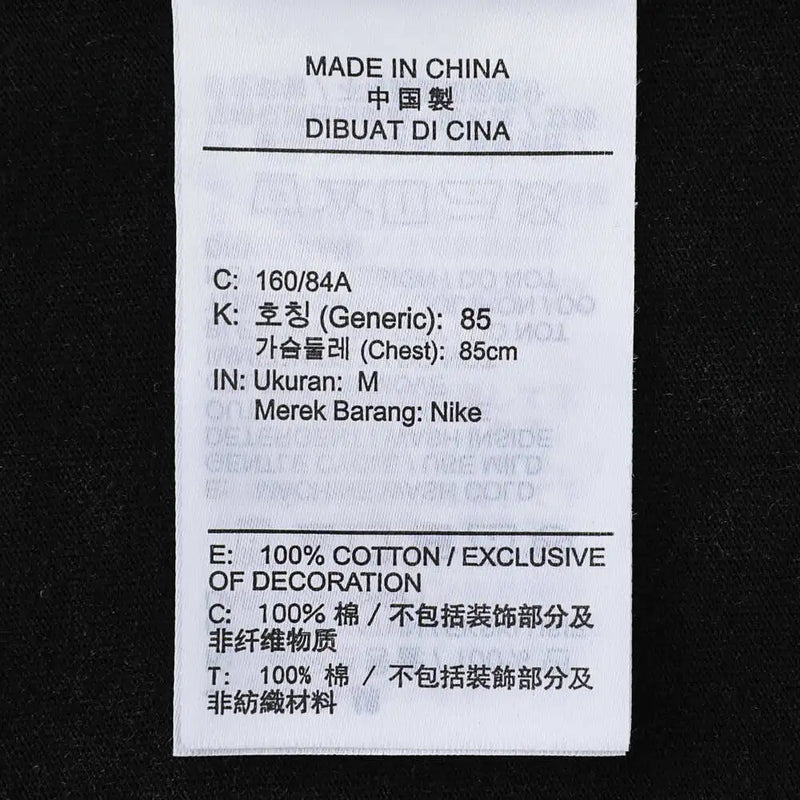 MADE IN CHINA
中国製
DIBUAT DI CINA
C: 160/84A
K: 호칭 (Generic): 85
가슴둘레 (Chest): 85cm
IN: Ukuran: M
Merek Barang: Nike
E: 100% COTTON / EXCLUSIVE
OF DECORATION
C: 100% 棉 / 不包括装饰部分及
非纤维物质
T: 100% 棉 / 不包括裝飾部分及
非紡織材料